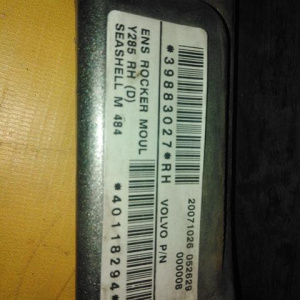 ENS ROCKER MOUL
Y285 RH (D)
SEASHELL M 484
*39883027*RH
VOLVO P/N
20071026 052629
000008
*40118294*